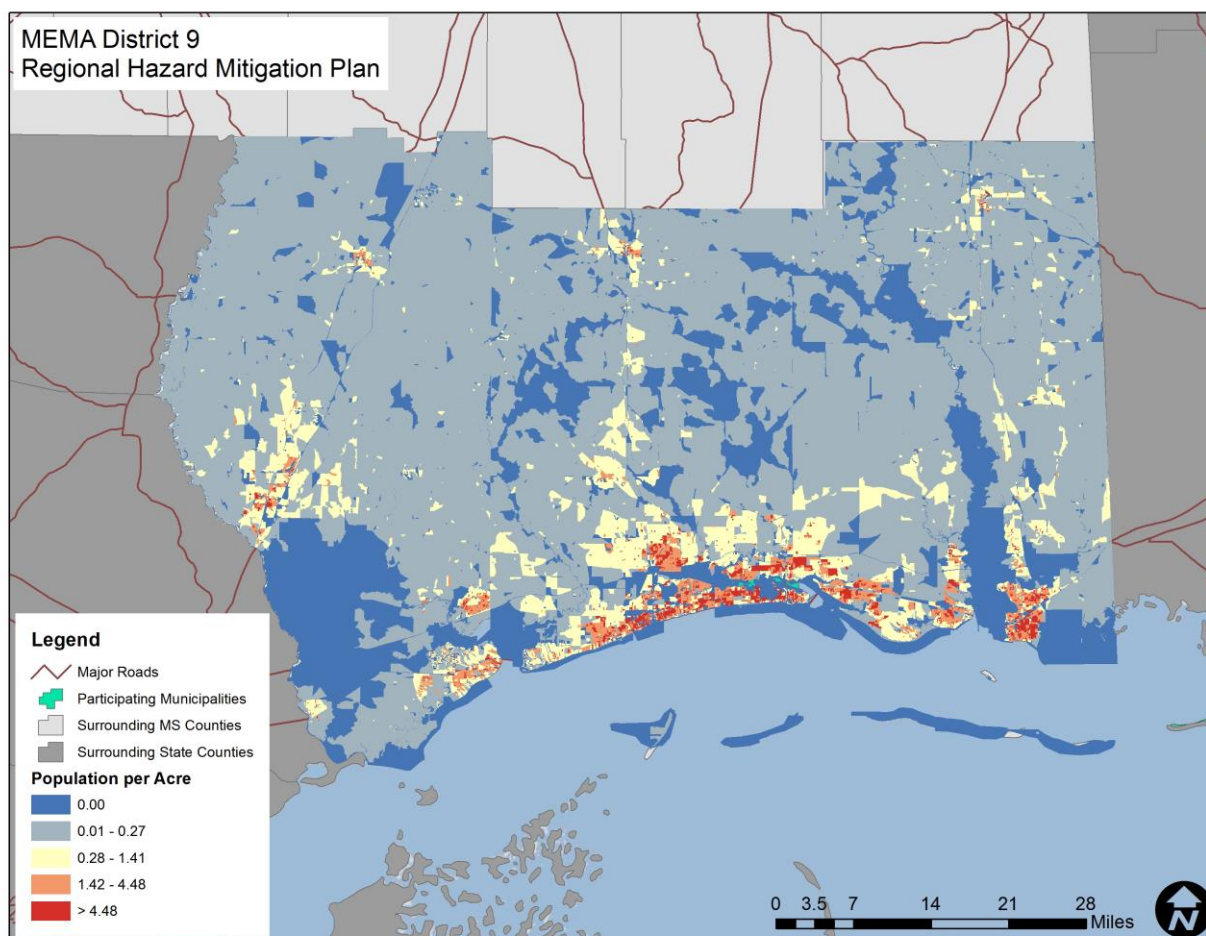 MEMA District 9
Regional Hazard Mitigation Plan
Legend
Major Roads
Participating Municipalities
Surrounding MS Counties
Surrounding State Counties
Population per Acre
0.00
0.01 - 0.27
0.28 - 1.41
1.42 - 4.48
> 4.48
0 3.5 7 14 21 28
Miles
N